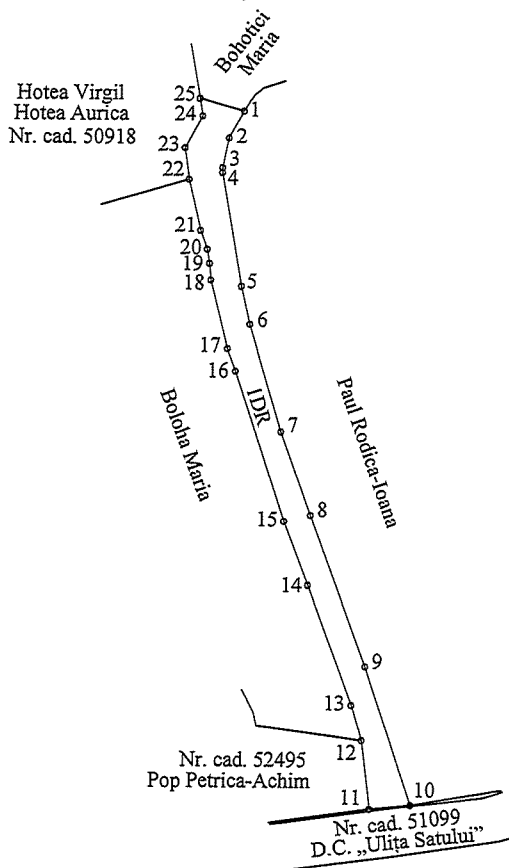 Bohotici
Maria
Hotea Virgil
Hotea Aurica
Nr. cad. 50918
25
1
24
2
23
3
4
22
21
20
19
18
5
6
17
16
IDR
7
Boloha Maria
Paul Rodica-Ioana
15
8
14
9
13
12
Nr. cad. 52495
Pop Petrica-Achim
11
10
Nr. cad. 51099
D.C. „Ulița Satului”